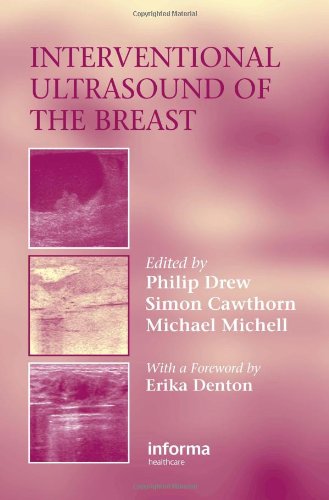 INTERVENTIONAL
ULTRASOUND OF
THE BREAST
Edited by
Philip Drew
Simon Cawthorn
Michael Michell
With a Foreword by
Erika Denton
informa
healthcare